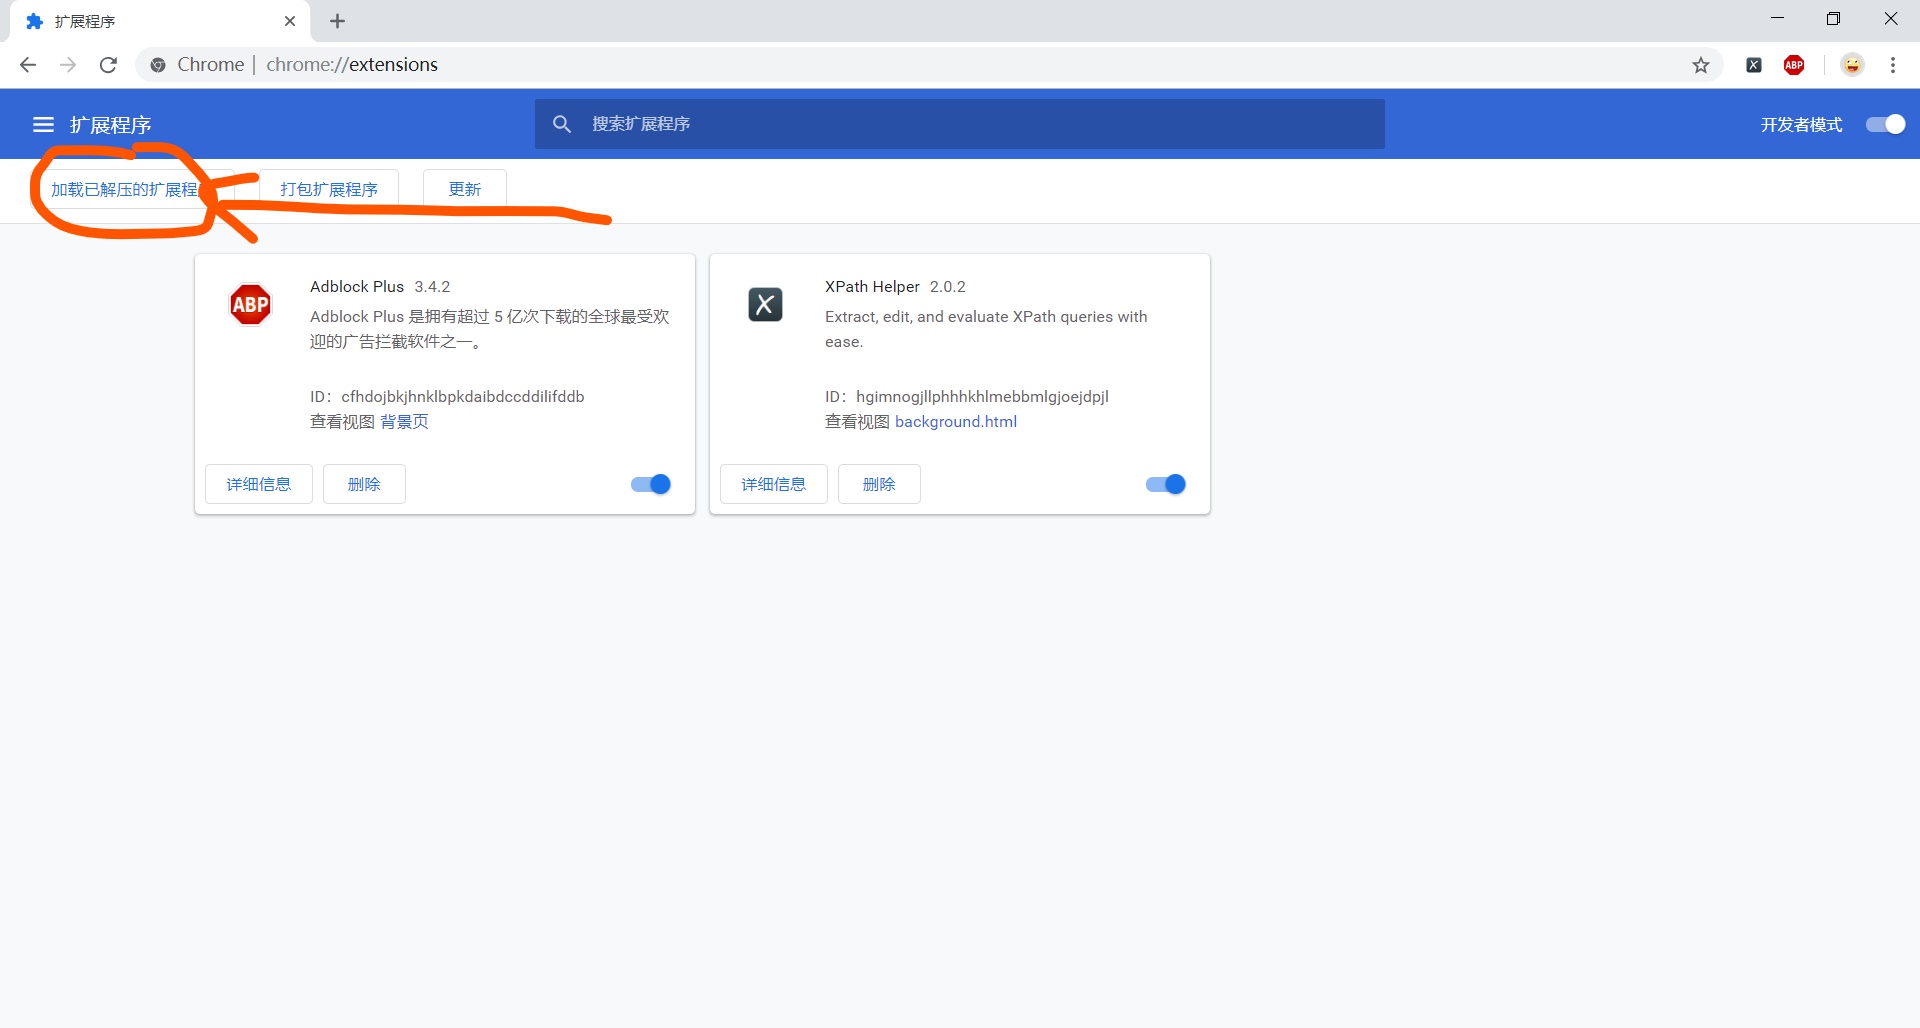 扩展程序
Chrome | chrome://extensions
ABP
扩展程序
搜索扩展程序
开发者模式
加载已解压的扩展程
打包扩展程序
更新
ABP
Adblock Plus 3.4.2
Adblock Plus 是拥有超过 5 亿次下载的全球最受欢
迎的广告拦截软件之一。
ID：cfhdojbkjhnklbpkdaibdccddilifddb
查看视图 背景页
详细信息
删除
X
XPath Helper 2.0.2
Extract, edit, and evaluate XPath queries with
ease.
ID：hgimnogjllphhhkhlmebbmlgjoejdpjl
查看视图 background.html
详细信息
删除